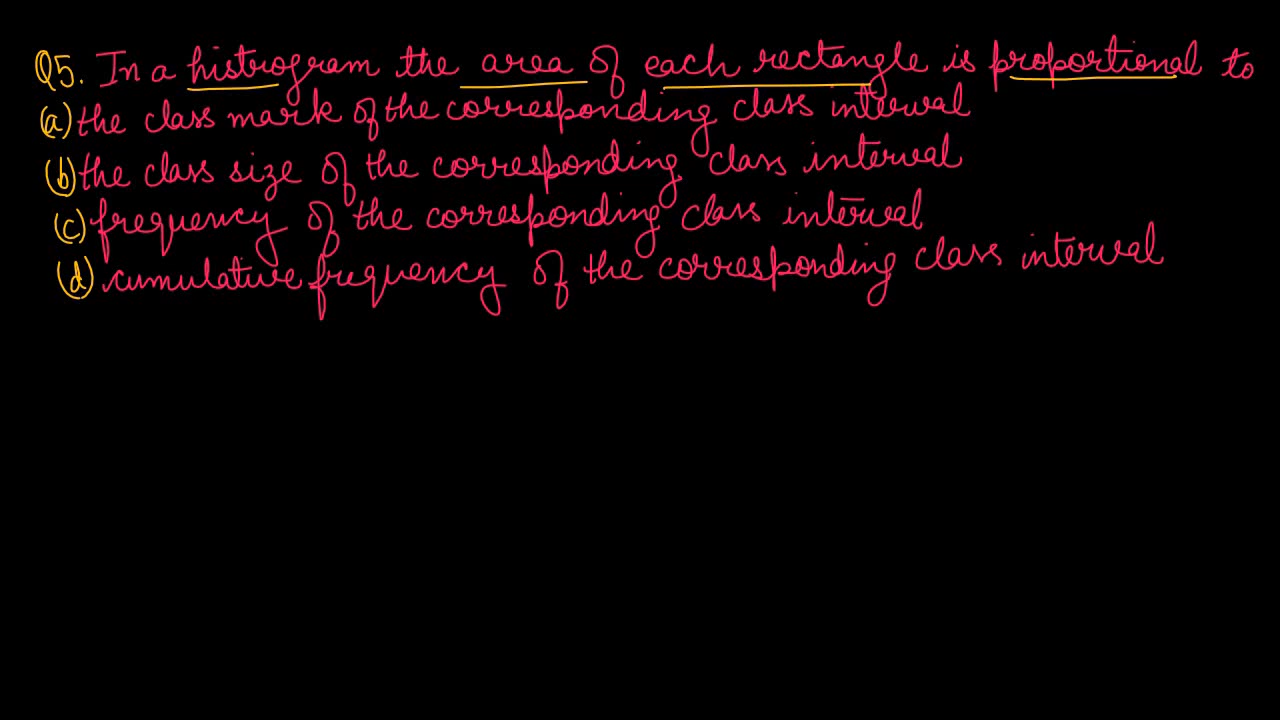 Q5. In a histrogram the area of each rectangle is proportional to
(a) the class mark of the corresponding class interval
(b) the class size of the corresponding class interval
(c) frequency of the corresponding class interval
(d) cumulative frequency of the corresponding class interval